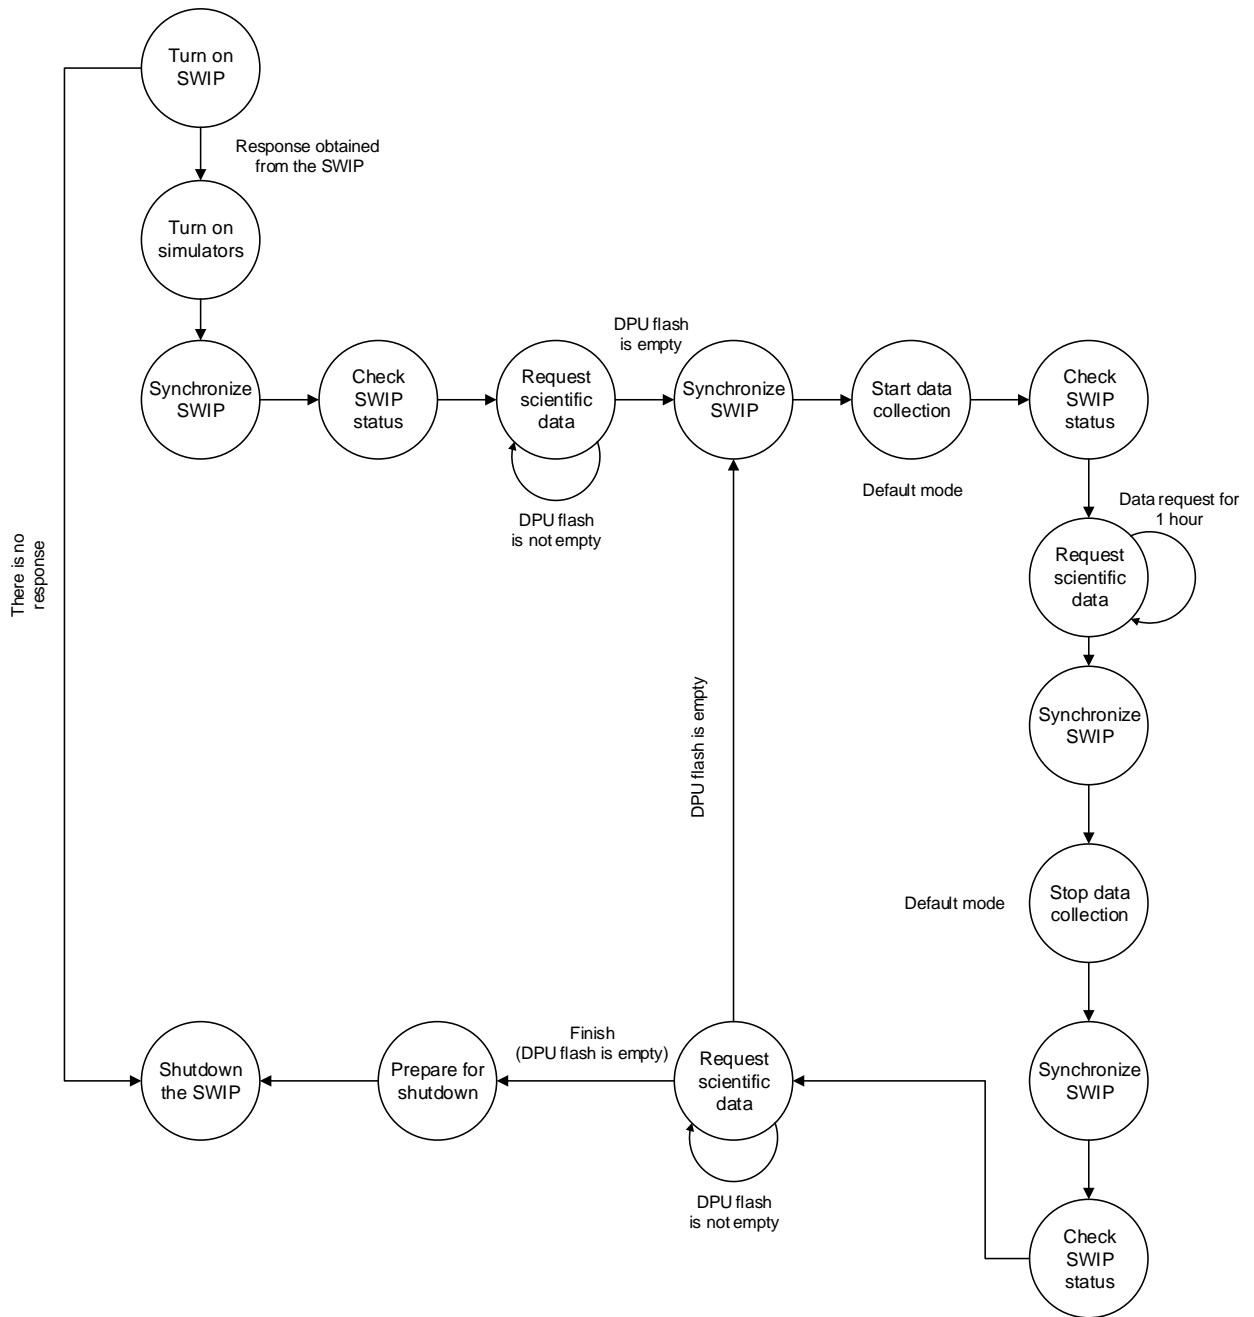 Turn on
SWIP
Response obtained
from the SWIP
Turn on
simulators
Synchronize
SWIP
Check
SWIP
status
Request
scientific
data
DPU flash
is not empty
DPU flash
is empty
Synchronize
SWIP
Start data
collection
Default mode
Check
SWIP
status
Data request for
1 hour
Request
scientific
data
Synchronize
SWIP
Default mode
Stop data
collection
Synchronize
SWIP
Check
SWIP
status
DPU flash is empty
Request
scientific
data
DPU flash
is not empty
Finish
(DPU flash is empty)
Prepare for
shutdown
Shutdown
the SWIP
There is no
response